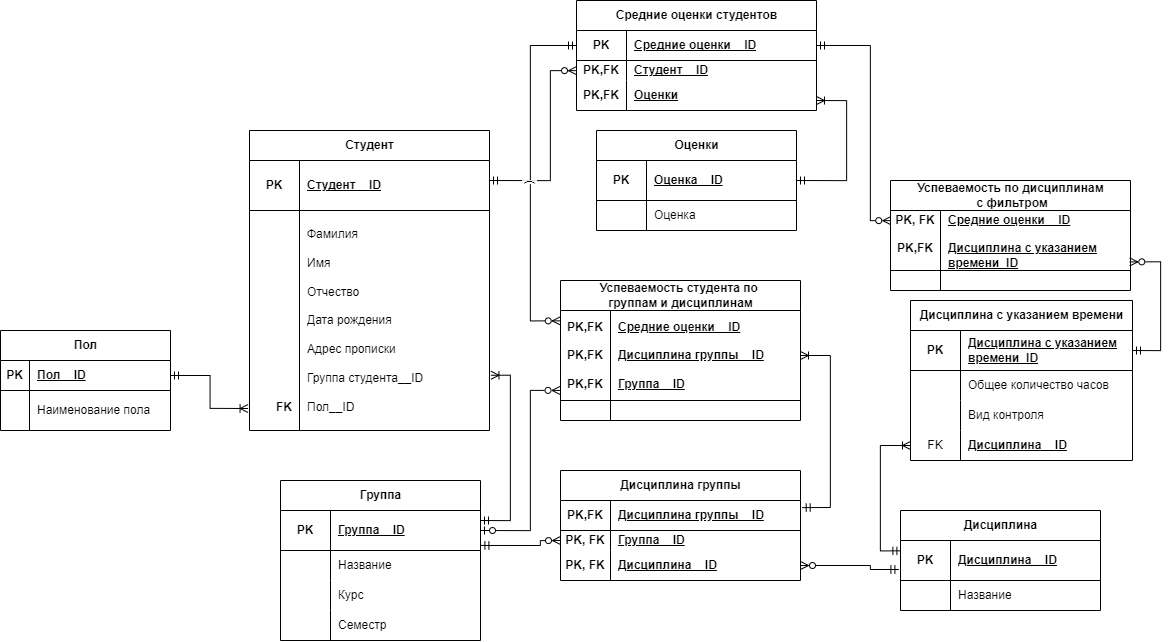 Средние оценки студентов
PK Средние оценки__ID
PK,FK Студент__ID
PK,FK Оценки
Студент
PK Студент__ID
Фамилия
Имя
Отчество
Дата рождения
Адрес прописки
Группа студента__ID
FK Пол__ID
Оценки
PK Оценка__ID
Оценка
Успеваемость по дисциплинам
с фильтром
PK, FK Средние оценки__ID
PK,FK Дисциплина с указанием
времени_ID
Успеваемость студента по
группам и дисциплинам
PK,FK Средние оценки__ID
PK,FK Дисциплина группы__ID
PK,FK Группа__ID
Дисциплина с указанием времени
PK Дисциплина с указанием
времени_ID
Общее количество часов
Вид контроля
FK Дисциплина__ID
Пол
PK Пол__ID
Наименование пола
Группа
PK Группа__ID
Название
Курс
Семестр
Дисциплина группы
PK,FK Дисциплина группы__ID
PK, FK Группа__ID
PK, FK Дисциплина__ID
Дисциплина
PK Дисциплина__ID
Название